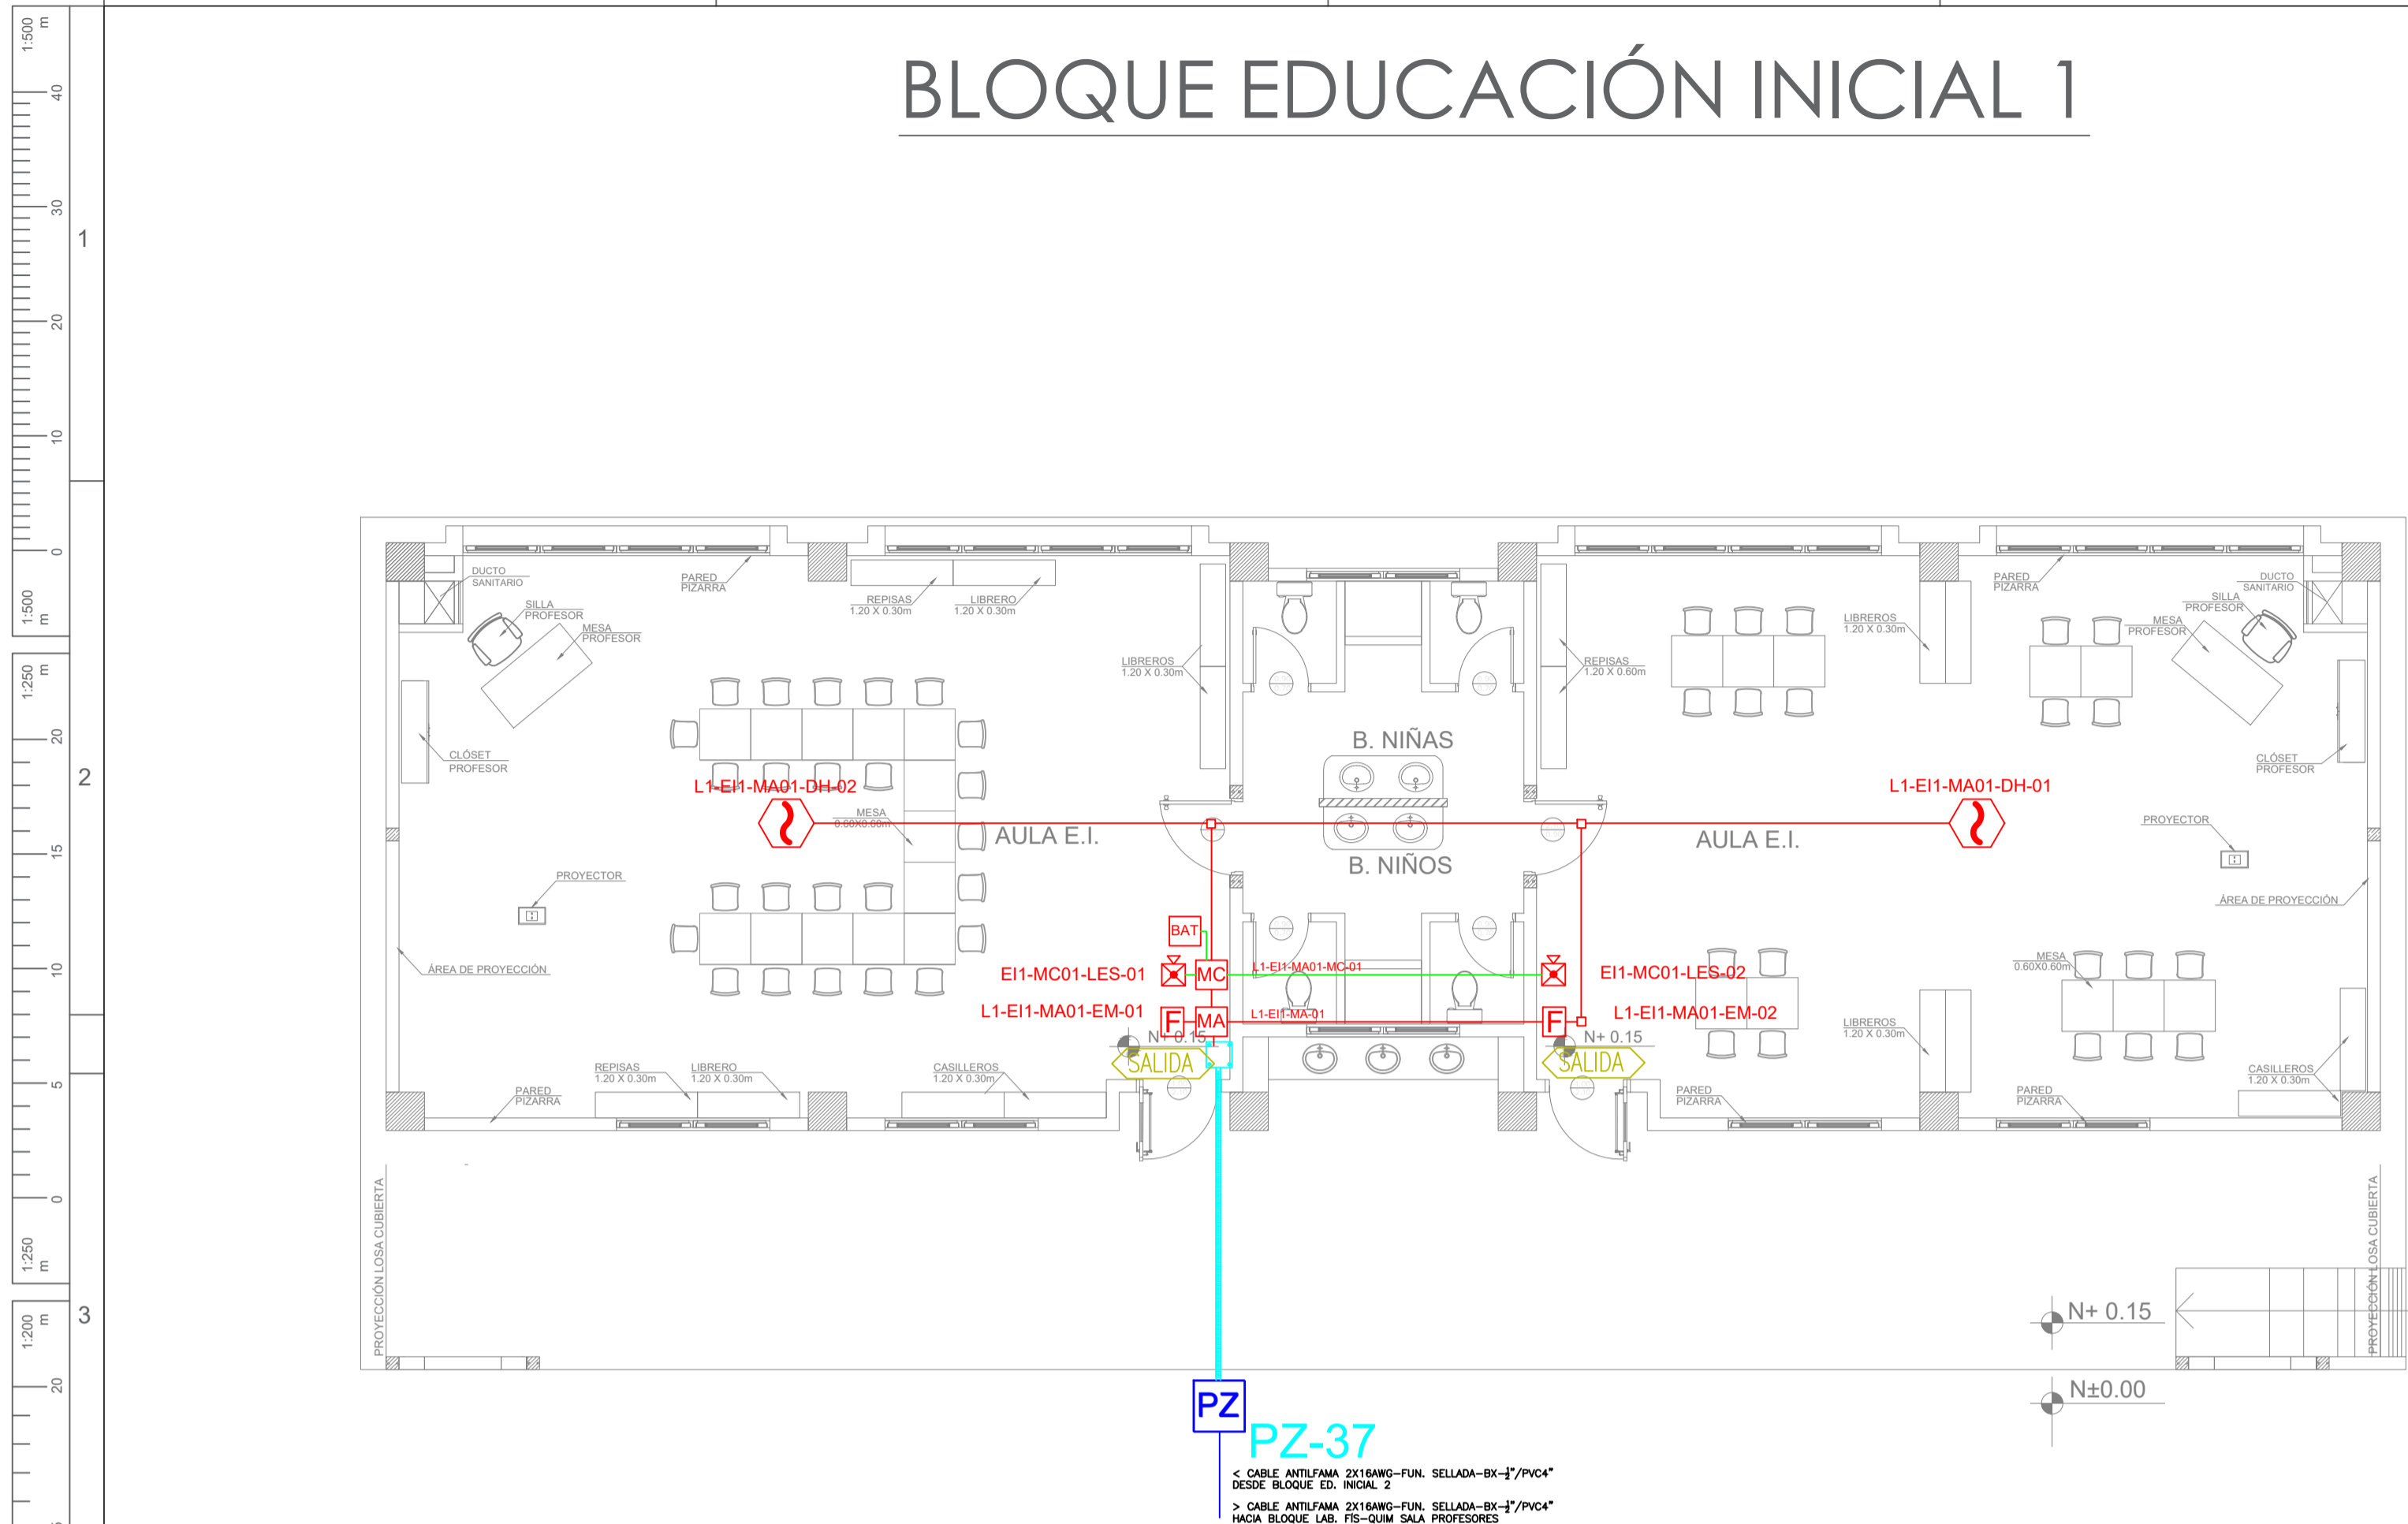 BLOQUE EDUCACIÓN INICIAL 1
1:500
m
40
30
20
10
0
1:500
m
1:250
m
20
15
10
5
0
1:250
m
1:200
m
20
1
2
3
DUCTO
SANITARIO
SILLA
PROFESOR
MESA
PROFESOR
PARED
PIZARRA
REPISAS
1.20 X 0.30m
LIBRERO
1.20 X 0.30m
LIBREROS
1.20 X 0.30m
REPISAS
1.20 X 0.60m
LIBREROS
1.20 X 0.30m
PARED
PIZARRA
DUCTO
SANITARIO
SILLA
PROFESOR
MESA
PROFESOR
CLÓSET
PROFESOR
B. NIÑAS
CLÓSET
PROFESOR
L1-EI1-MA01-DH-02
L1-EI1-MA01-DH-01
MESA
0.60X0.60m
AULA E.I.
B. NIÑOS
AULA E.I.
PROYECTOR
PROYECTOR
ÁREA DE PROYECCIÓN
ÁREA DE PROYECCIÓN
BAT
EI1-MC01-LES-01
MC
L1-EI1-MA01-MC-01
EI1-MC01-LES-02
MESA
0.60X0.60m
L1-EI1-MA01-EM-01
F
MA
L1-EI1-MA-01
F
L1-EI1-MA01-EM-02
N+ 0.15
N+ 0.15
SALIDA
SALIDA
LIBREROS
1.20 X 0.30m
REPISAS
1.20 X 0.30m
LIBRERO
1.20 X 0.30m
CASILLEROS
1.20 X 0.30m
CASILLEROS
1.20 X 0.30m
PARED
PIZARRA
PARED
PIZARRA
PARED
PIZARRA
PROYECCIÓN LOSA CUBIERTA
PROYECCIÓN LOSA CUBIERTA
N+ 0.15
N±0.00
PZ
PZ-37
< CABLE ANTILFAMA 2X16AWG-FUN. SELLADA-BX-½"/PVC4"
DESDE BLOQUE ED. INICIAL 2
> CABLE ANTILFAMA 2X16AWG-FUN. SELLADA-BX-½"/PVC4"
HACIA BLOQUE LAB. FÍS-QUIM SALA PROFESORES